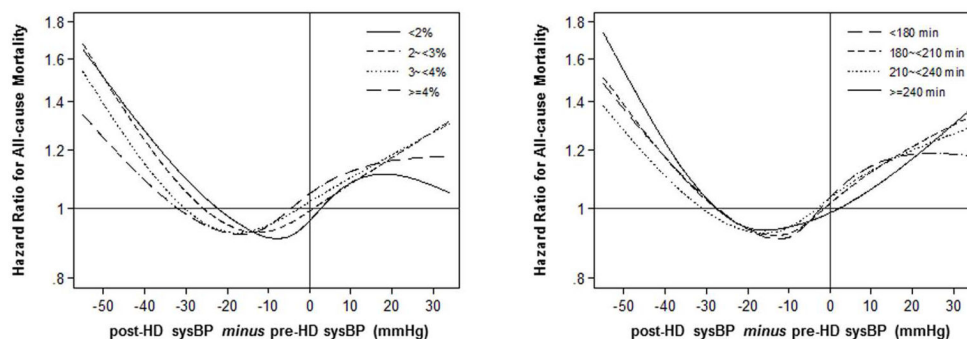 Hazard Ratio for All-cause Mortality
1.8
1.6
1.4
1.2
1
.8
<2%
2~<3%
3~<4%
>=4%
-50 -40 -30 -20 -10 0 10 20 30
post-HD sysBP minus pre-HD sysBP (mmHg)
Hazard Ratio for All-cause Mortality
1.8
1.6
1.4
1.2
1
.8
<180 min
180~<210 min
210~<240 min
>=240 min
-50 -40 -30 -20 -10 0 10 20 30
post-HD sysBP minus pre-HD sysBP (mmHg)